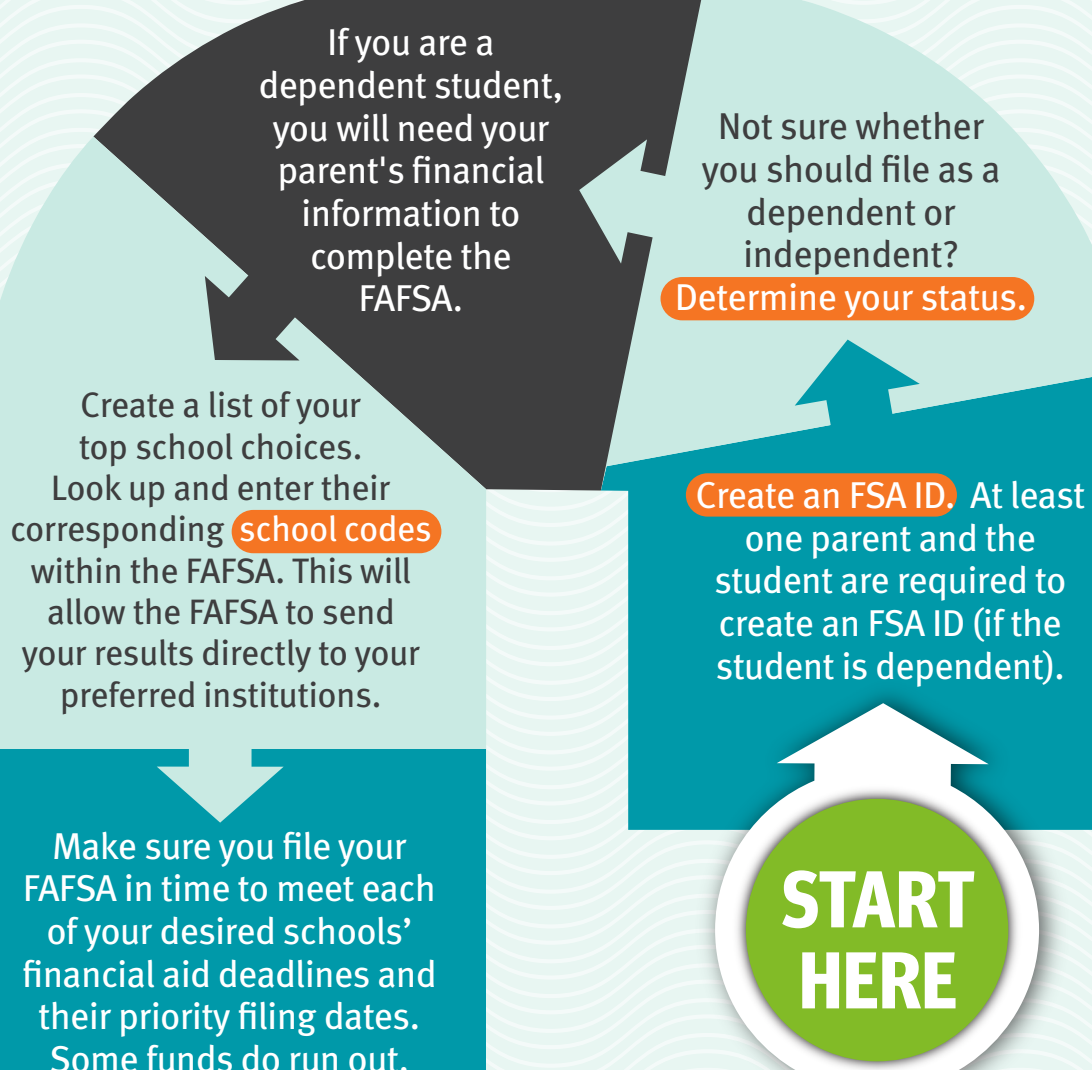 START
HERE
Create an FSA ID. At least
one parent and the
student are required to
create an FSA ID (if the
student is dependent).
Not sure whether
you should file as a
dependent or
independent?
Determine your status.
If you are a
dependent student,
you will need your
parent's financial
information to
complete the
FAFSA.
Create a list of your
top school choices.
Look up and enter their
corresponding school codes
within the FAFSA. This will
allow the FAFSA to send
your results directly to your
preferred institutions.
Make sure you file your
FAFSA in time to meet each
of your desired schools’
financial aid deadlines and
their priority filing dates.
Some funds do run out.